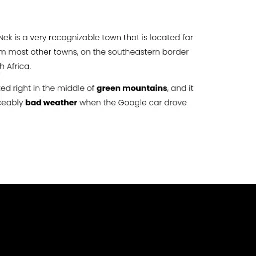 Nek is a very recognizable town that is located far
m most other towns, on the southeastern border
h Africa.
ed right in the middle of green mountains, and it
eably bad weather when the Google car drove